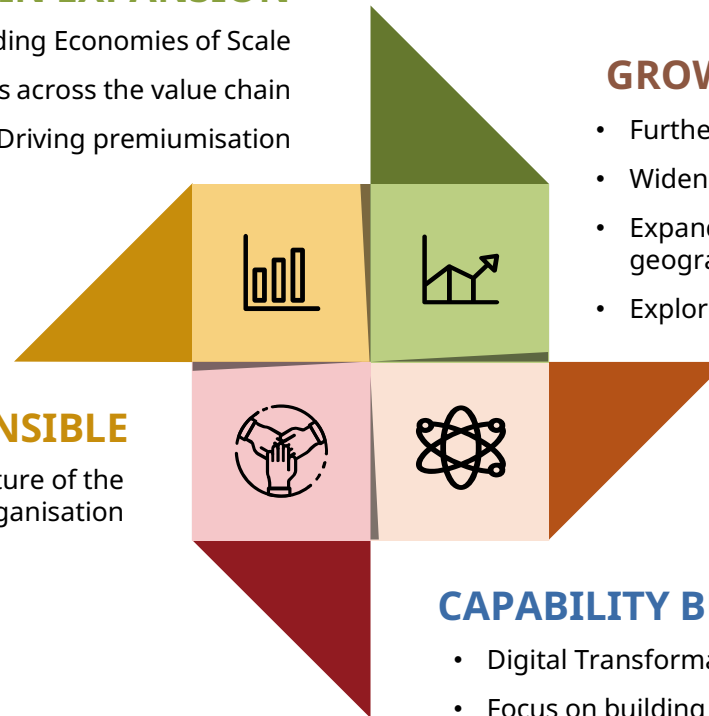 EXPANSION
ding Economies of Scale
s across the value chain
Driving premiumisation
GROW
• Furthe
• Widen
• Expand
geogra
• Explor
NSIBLE
ture of the
ganisation
CAPABILITY B
• Digital Transforma
• Focus on building